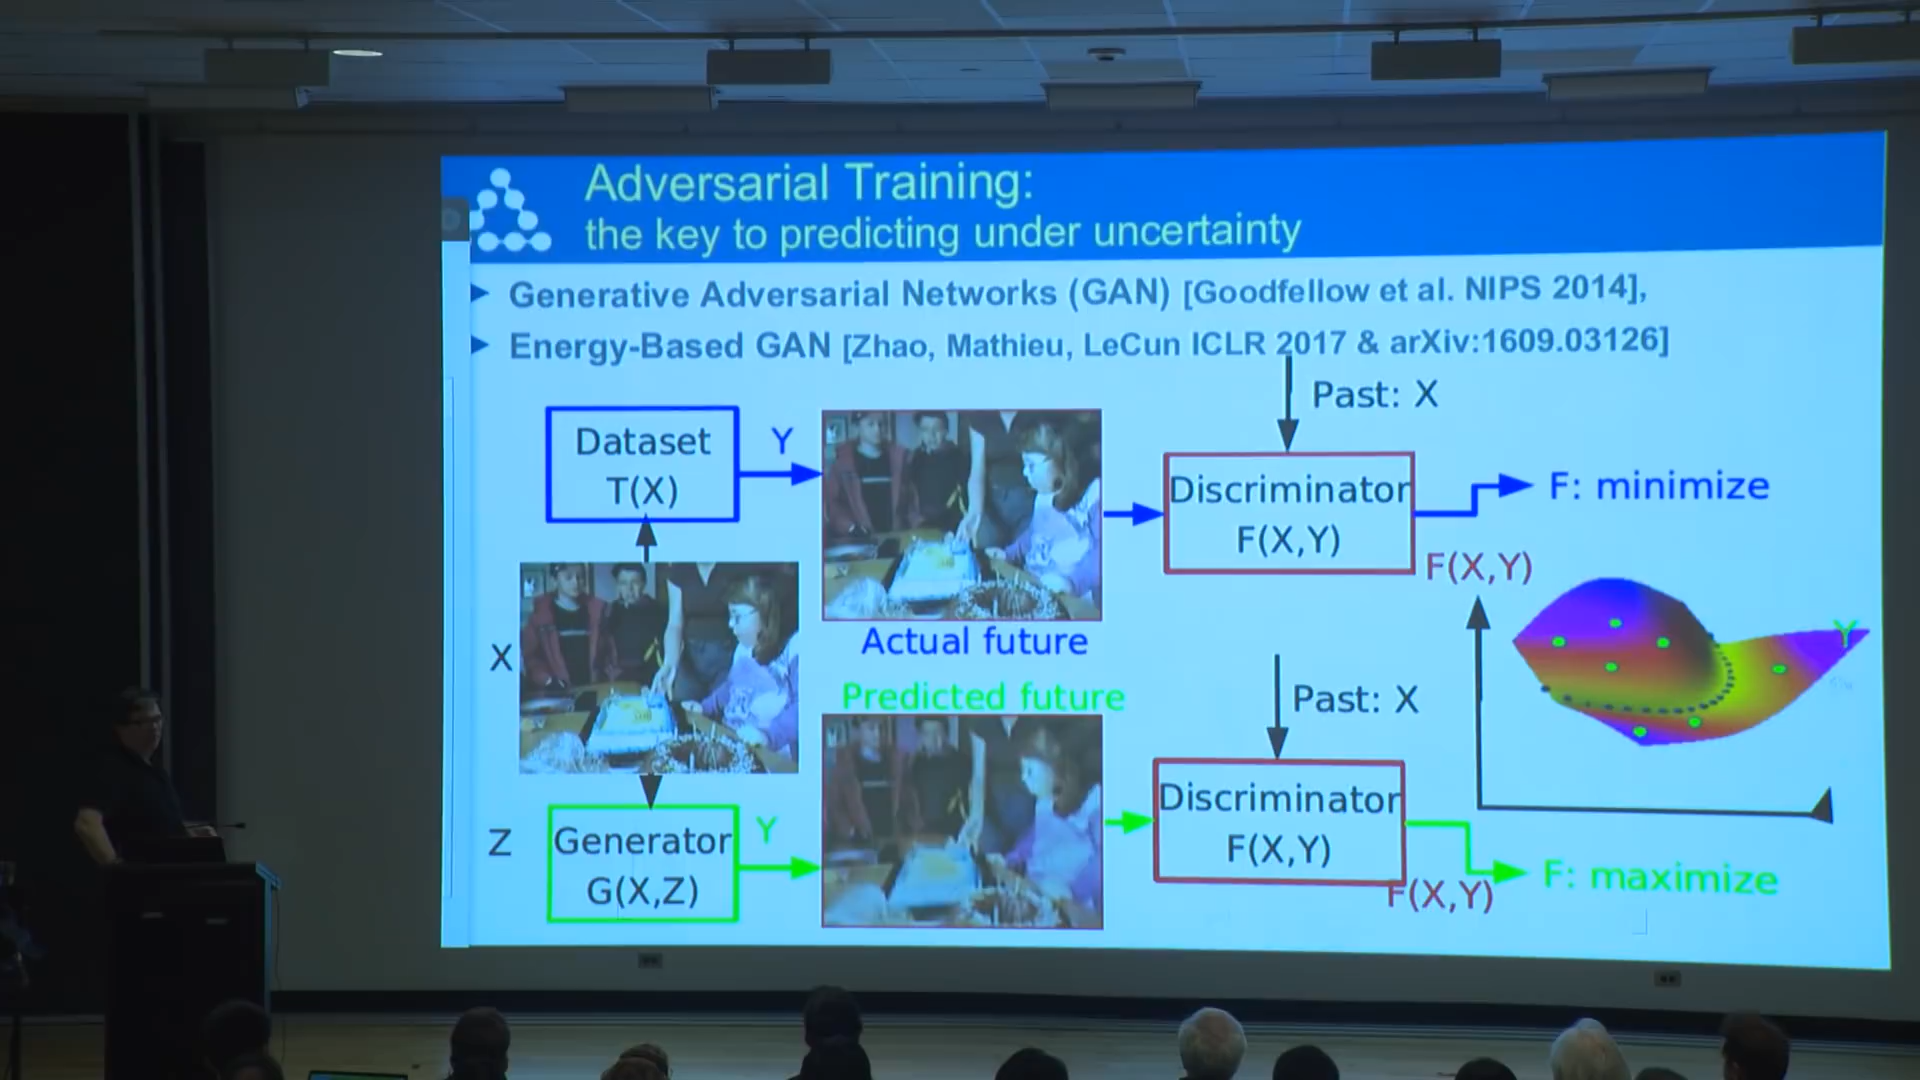 Adversarial Training:
the key to predicting under uncertainty
Generative Adversarial Networks (GAN) [Goodfellow et al. NIPS 2014],
Energy-Based GAN [Zhao, Mathieu, LeCun ICLR 2017 & arXiv:1609.03126]
Past: X
Dataset
T(X)
Y
Discriminator
F(X,Y)
F: minimize
F(X,Y)
Y
X
Actual future
Predicted future
Past: X
Z
Generator
G(X,Z)
Y
Discriminator
F(X,Y)
F(X,Y)
F: maximize